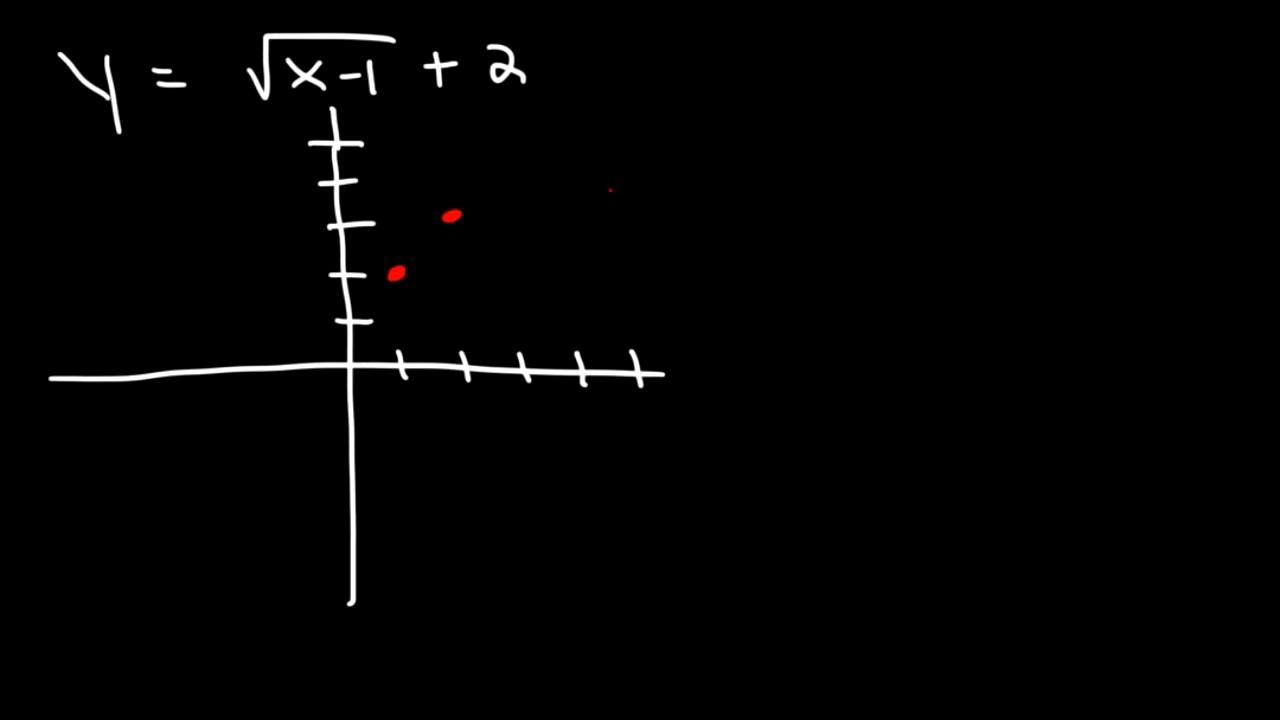 y = √(x-1) + 2